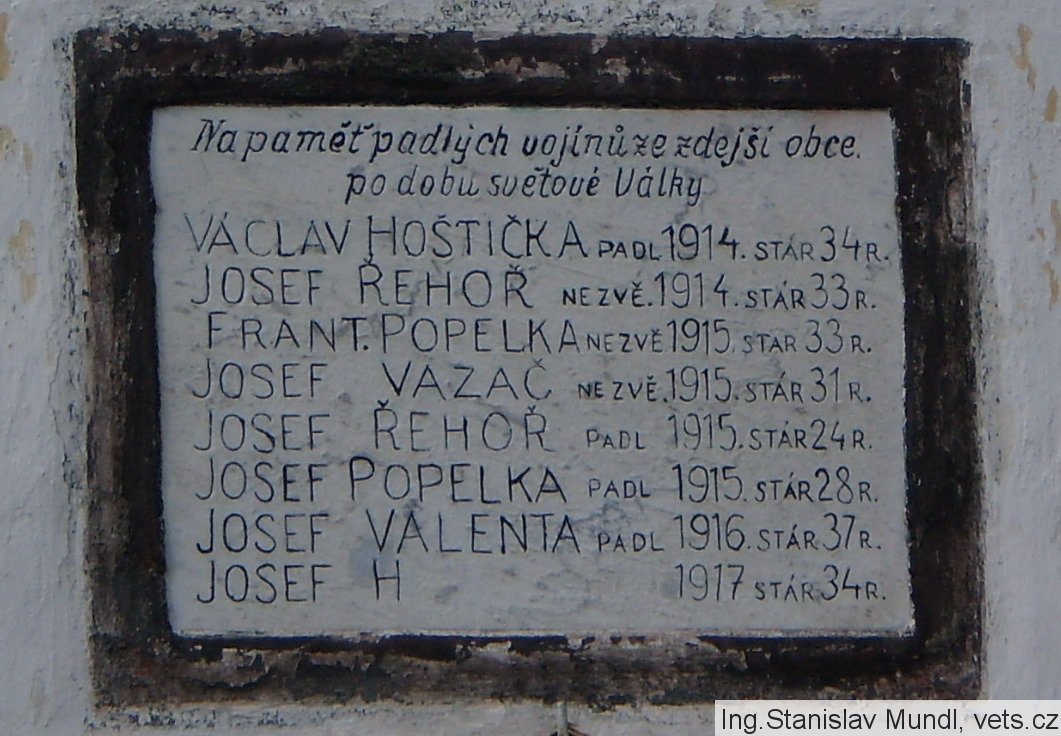 Na paměť padlých vojínů ze zdejší obce.
po dobu světové Války
VÁCLAV HOŠTIČKA PADL 1914. STÁR 34 R.
JOSEF ŘEHOŘ NEZVĚ. 1914. STÁR 33 R.
FRANT. POPELKA NEZVĚ 1915. STAR 33 R.
JOSEF VAZAČ NEZVĚ. 1915. STÁR 31 R.
JOSEF ŘEHOŘ PADL 1915. STÁR 24 R.
JOSEF POPELKA PADL 1915. STÁR 28 R.
JOSEF VALENTA PADL 1916. STÁR 37 R.
JOSEF H 1917 STÁR 34 R.
Ing.Stanislav Mundl, vets.cz